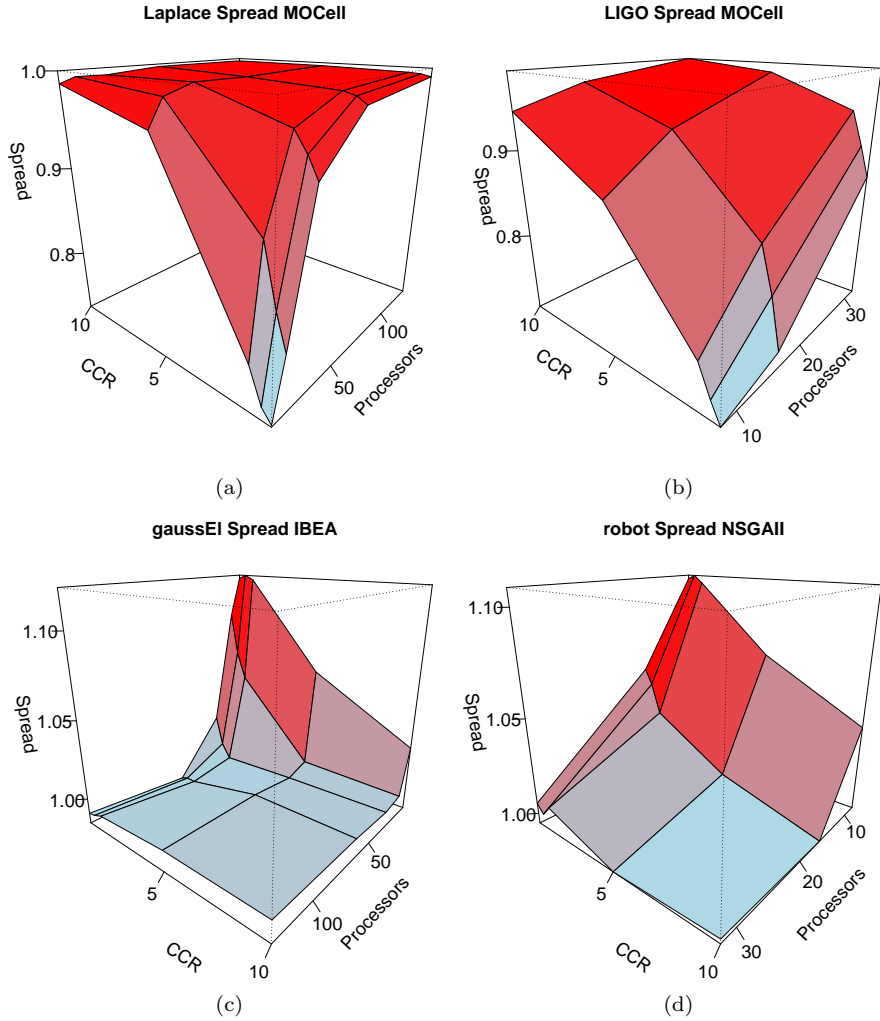 Laplace Spread MOCell
LIGO Spread MOCell
1.0
0.9
0.8
Spread
10
5
CCR
50
100
Processors
0.9
0.8
Spread
10
5
CCR
10
20
30
Processors
(a)
(b)
gaussEl Spread IBEA
robot Spread NSGAII
1.10
1.05
1.00
Spread
5
10
CCR
100
50
Processors
1.10
1.05
1.00
Spread
5
10
CCR
30
20
10
Processors
(c)
(d)